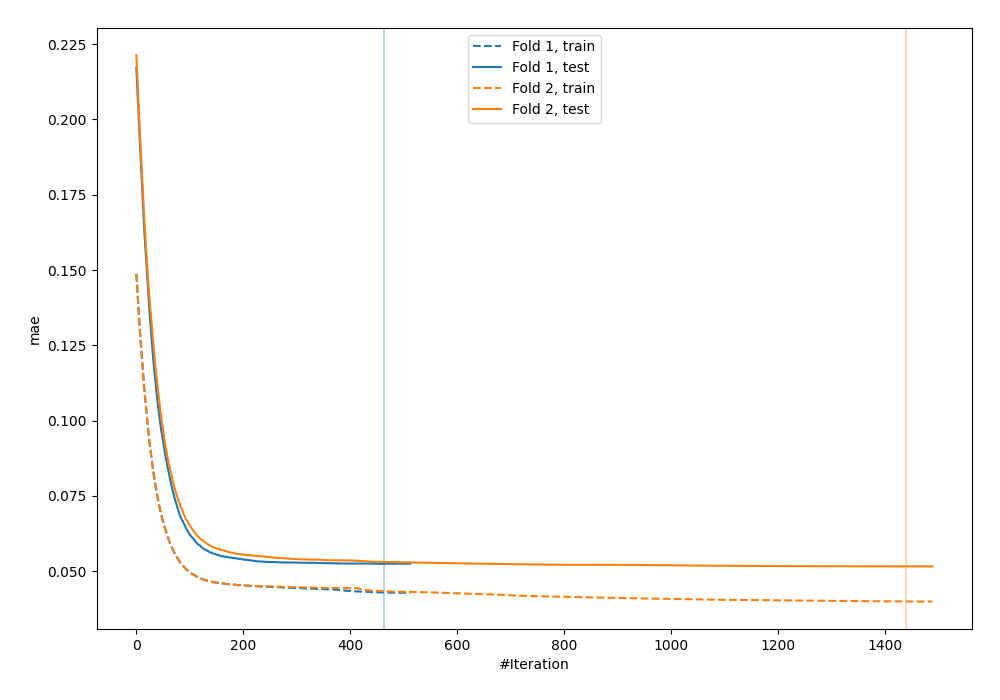 Fold 1, train
Fold 1, test
Fold 2, train
Fold 2, test
mae
0.225
0.200
0.175
0.150
0.125
0.100
0.075
0.050
0 200 400 600 800 1000 1200 1400
#Iteration